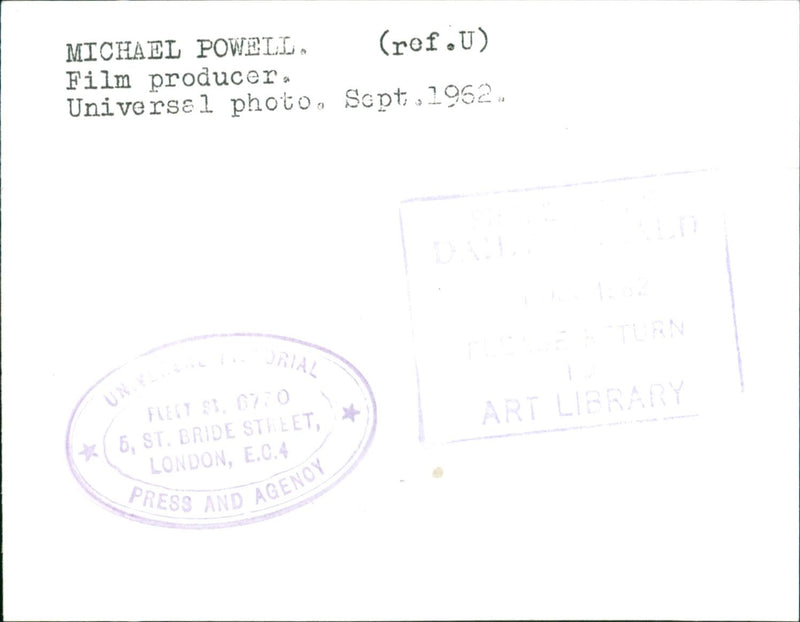 MICHAEL POWELL. (ref.U)
Film producer.
Universal photo. Sept.1962.
PLEASE RETURN
TO
ART LIBRARY
PICTORIAL
FLEET ST.
5, ST. BRIDE STREET,
LONDON, E.C.4
PRESS AND AGENCY